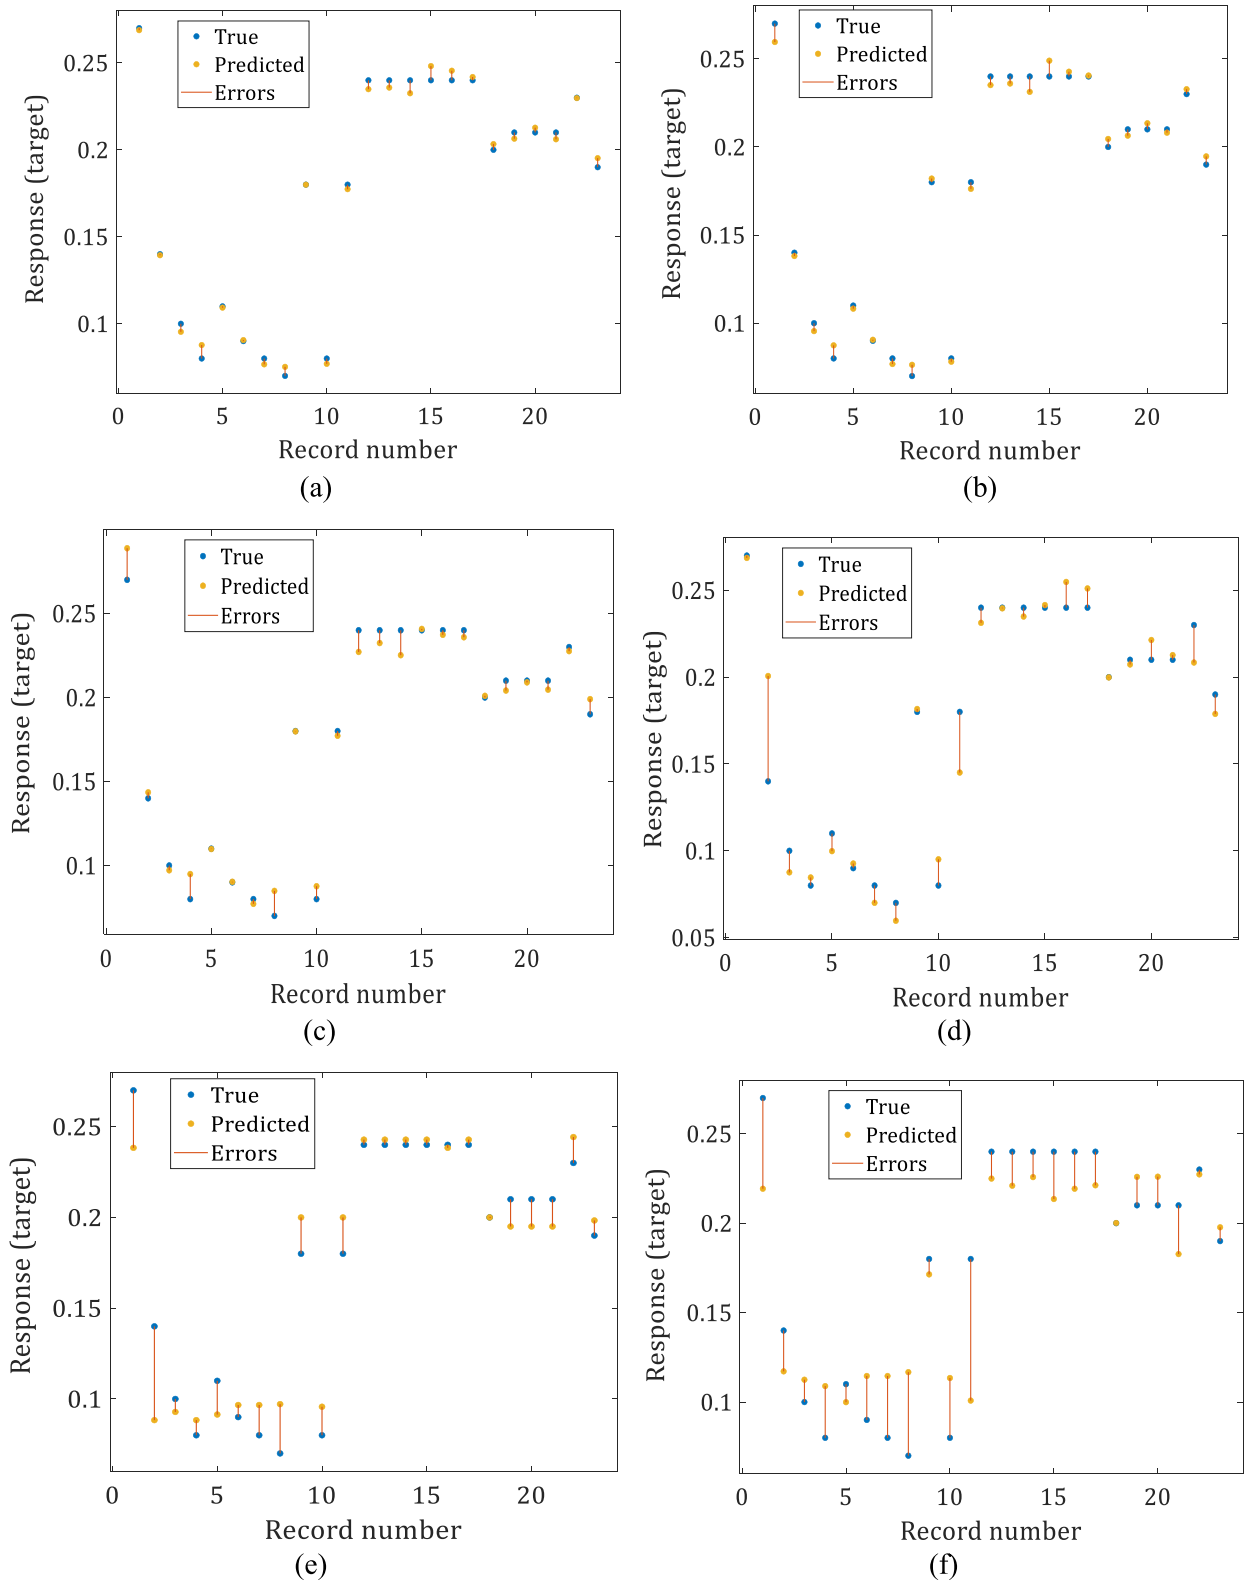 True
Predicted
Errors
0.25
0.2
0.15
0.1
Response (target)
0 5 10 15 20
Record number
(a)
True
Predicted
Errors
0.25
0.2
0.15
0.1
Response (target)
0 5 10 15 20
Record number
(b)
True
Predicted
Errors
0.25
0.2
0.15
0.1
Response (target)
0 5 10 15 20
Record number
(c)
True
Predicted
Errors
0.25
0.2
0.15
0.1
0.05
Response (target)
0 5 10 15 20
Record number
(d)
True
Predicted
Errors
0.25
0.2
0.15
0.1
Response (target)
0 5 10 15 20
Record number
(e)
True
Predicted
Errors
0.25
0.2
0.15
0.1
Response (target)
0 5 10 15 20
Record number
(f)